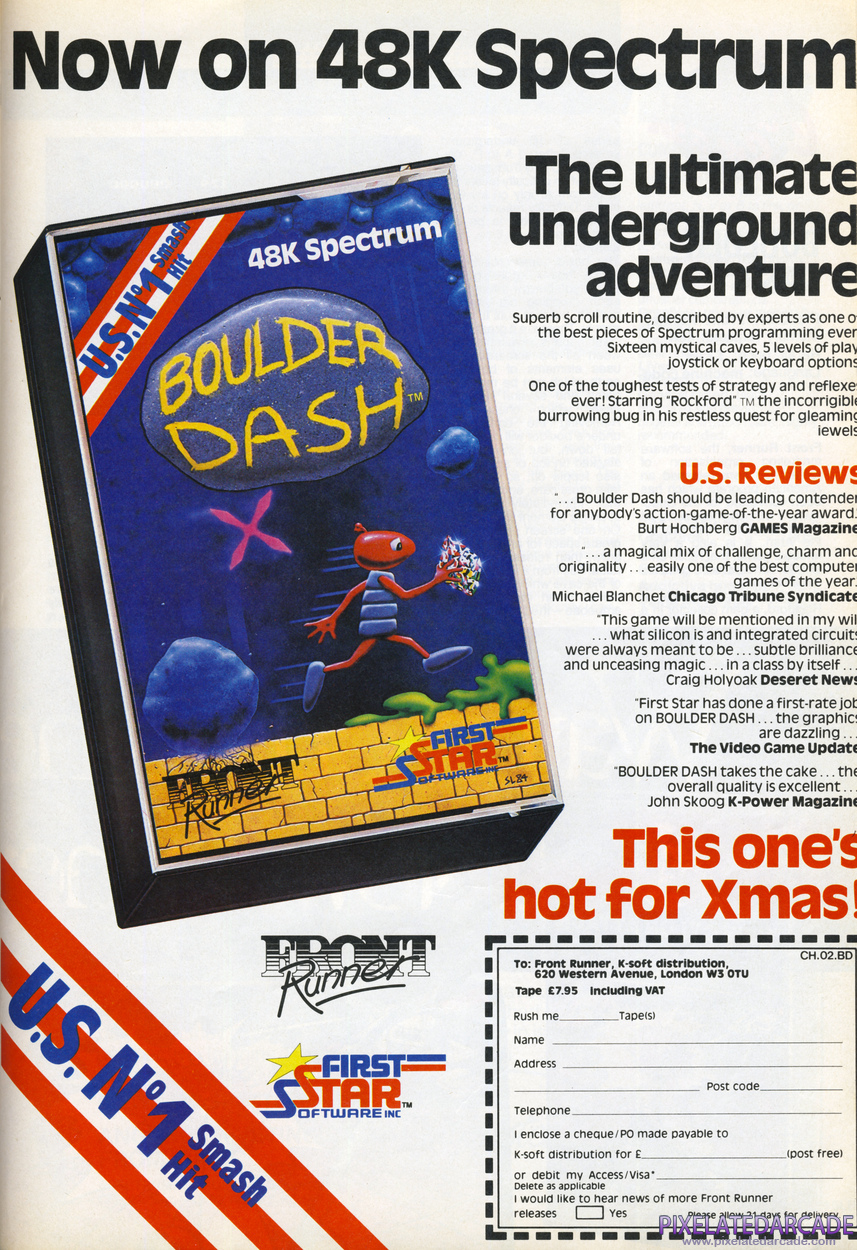 Now on 48K Spectrum
U.S. Nº1 Smash Hit
48K Spectrum
BOULDER
DASH™
FRONT
Runner
FIRST
STAR
SOFTWARE INC
SL84
The ultimate
underground
adventure
Superb scroll routine, described by experts as one o
the best pieces of Spectrum programming ever
Sixteen mystical caves, 5 levels of play
joystick or keyboard options
One of the toughest tests of strategy and reflexe
ever! Starring "Rockford" TM the incorrigible
burrowing bug in his restless quest for gleaming
jewels
U.S. Reviews
"... Boulder Dash should be leading contender
for anybody's action-game-of-the-year award.
Burt Hochberg GAMES Magazine
"... a magical mix of challenge, charm and
originality ... easily one of the best computer
games of the year.
Michael Blanchet Chicago Tribune Syndicate
"This game will be mentioned in my wil
... what silicon is and integrated circuits
were always meant to be ... subtle brilliance
and unceasing magic ... in a class by itself ...
Craig Holyoak Deseret News
"First Star has done a first-rate job
on BOULDER DASH ... the graphics
are dazzling ...
The Video Game Update
"BOULDER DASH takes the cake ... the
overall quality is excellent ...
John Skoog K-Power Magazine
This one's
hot for Xmas!
FRONT
Runner
FIRST
STAR™
SOFTWARE INC
U.S. Nº1 Smash Hit
CH.02.BD
To: Front Runner, K-soft distribution,
620 Western Avenue, London W3 0TU
Tape £7.95 Including VAT
Rush me________Tape(s)
Name
Address
Post code
Telephone
I enclose a cheque/PO made payable to
K-soft distribution for £________(post free)
or debit my Access/Visa*
Delete as applicable
I would like to hear news of more Front Runner
releases Yes Please allow 21 days for delivery
PIXELATEDARCADE
www.pixelatedarcade.com